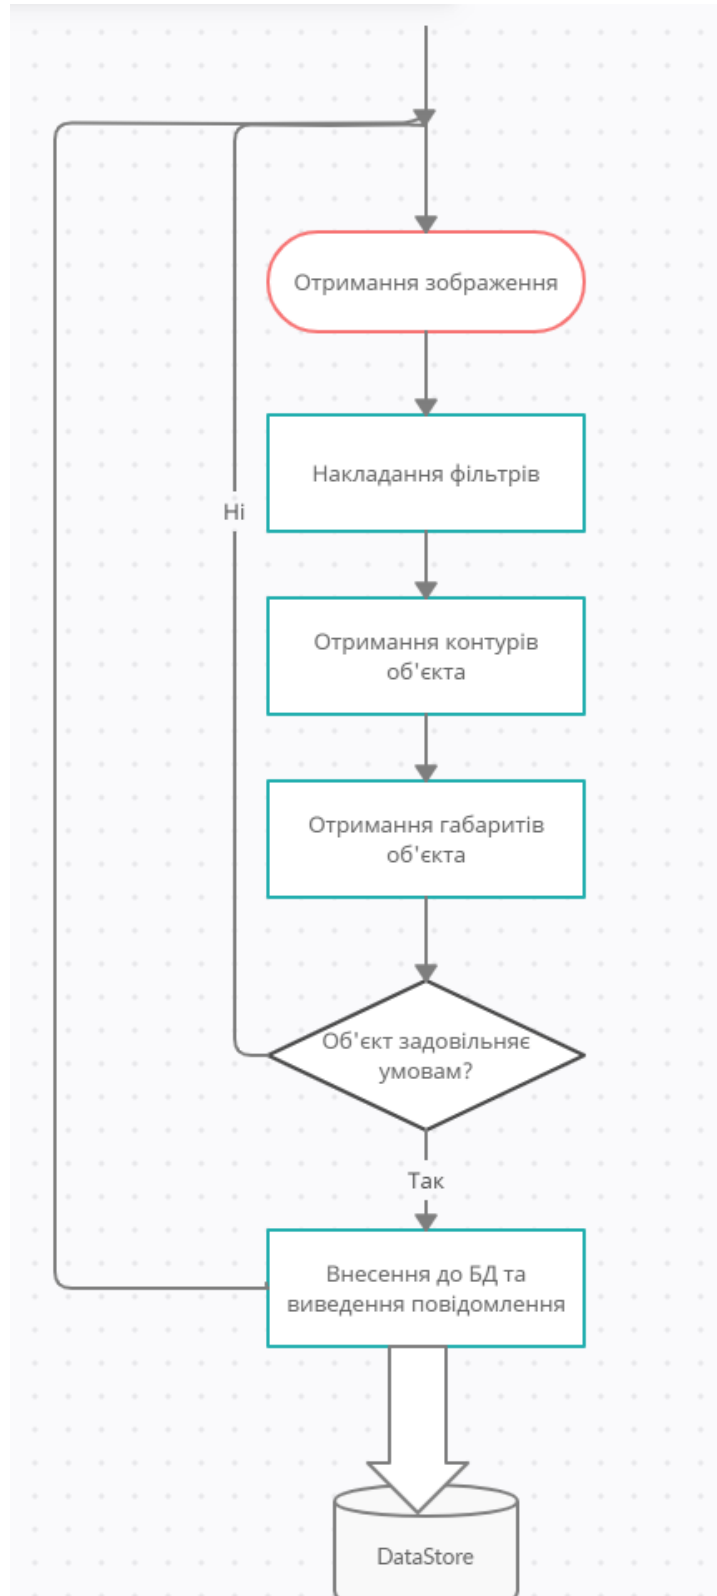 Отримання зображення
Накладання фільтрів
Ні
Отримання контурів
об'єкта
Отримання габаритів
об'єкта
Об'єкт задовільняє
умовам?
Так
Внесення до БД та
виведення повідомлення
DataStore